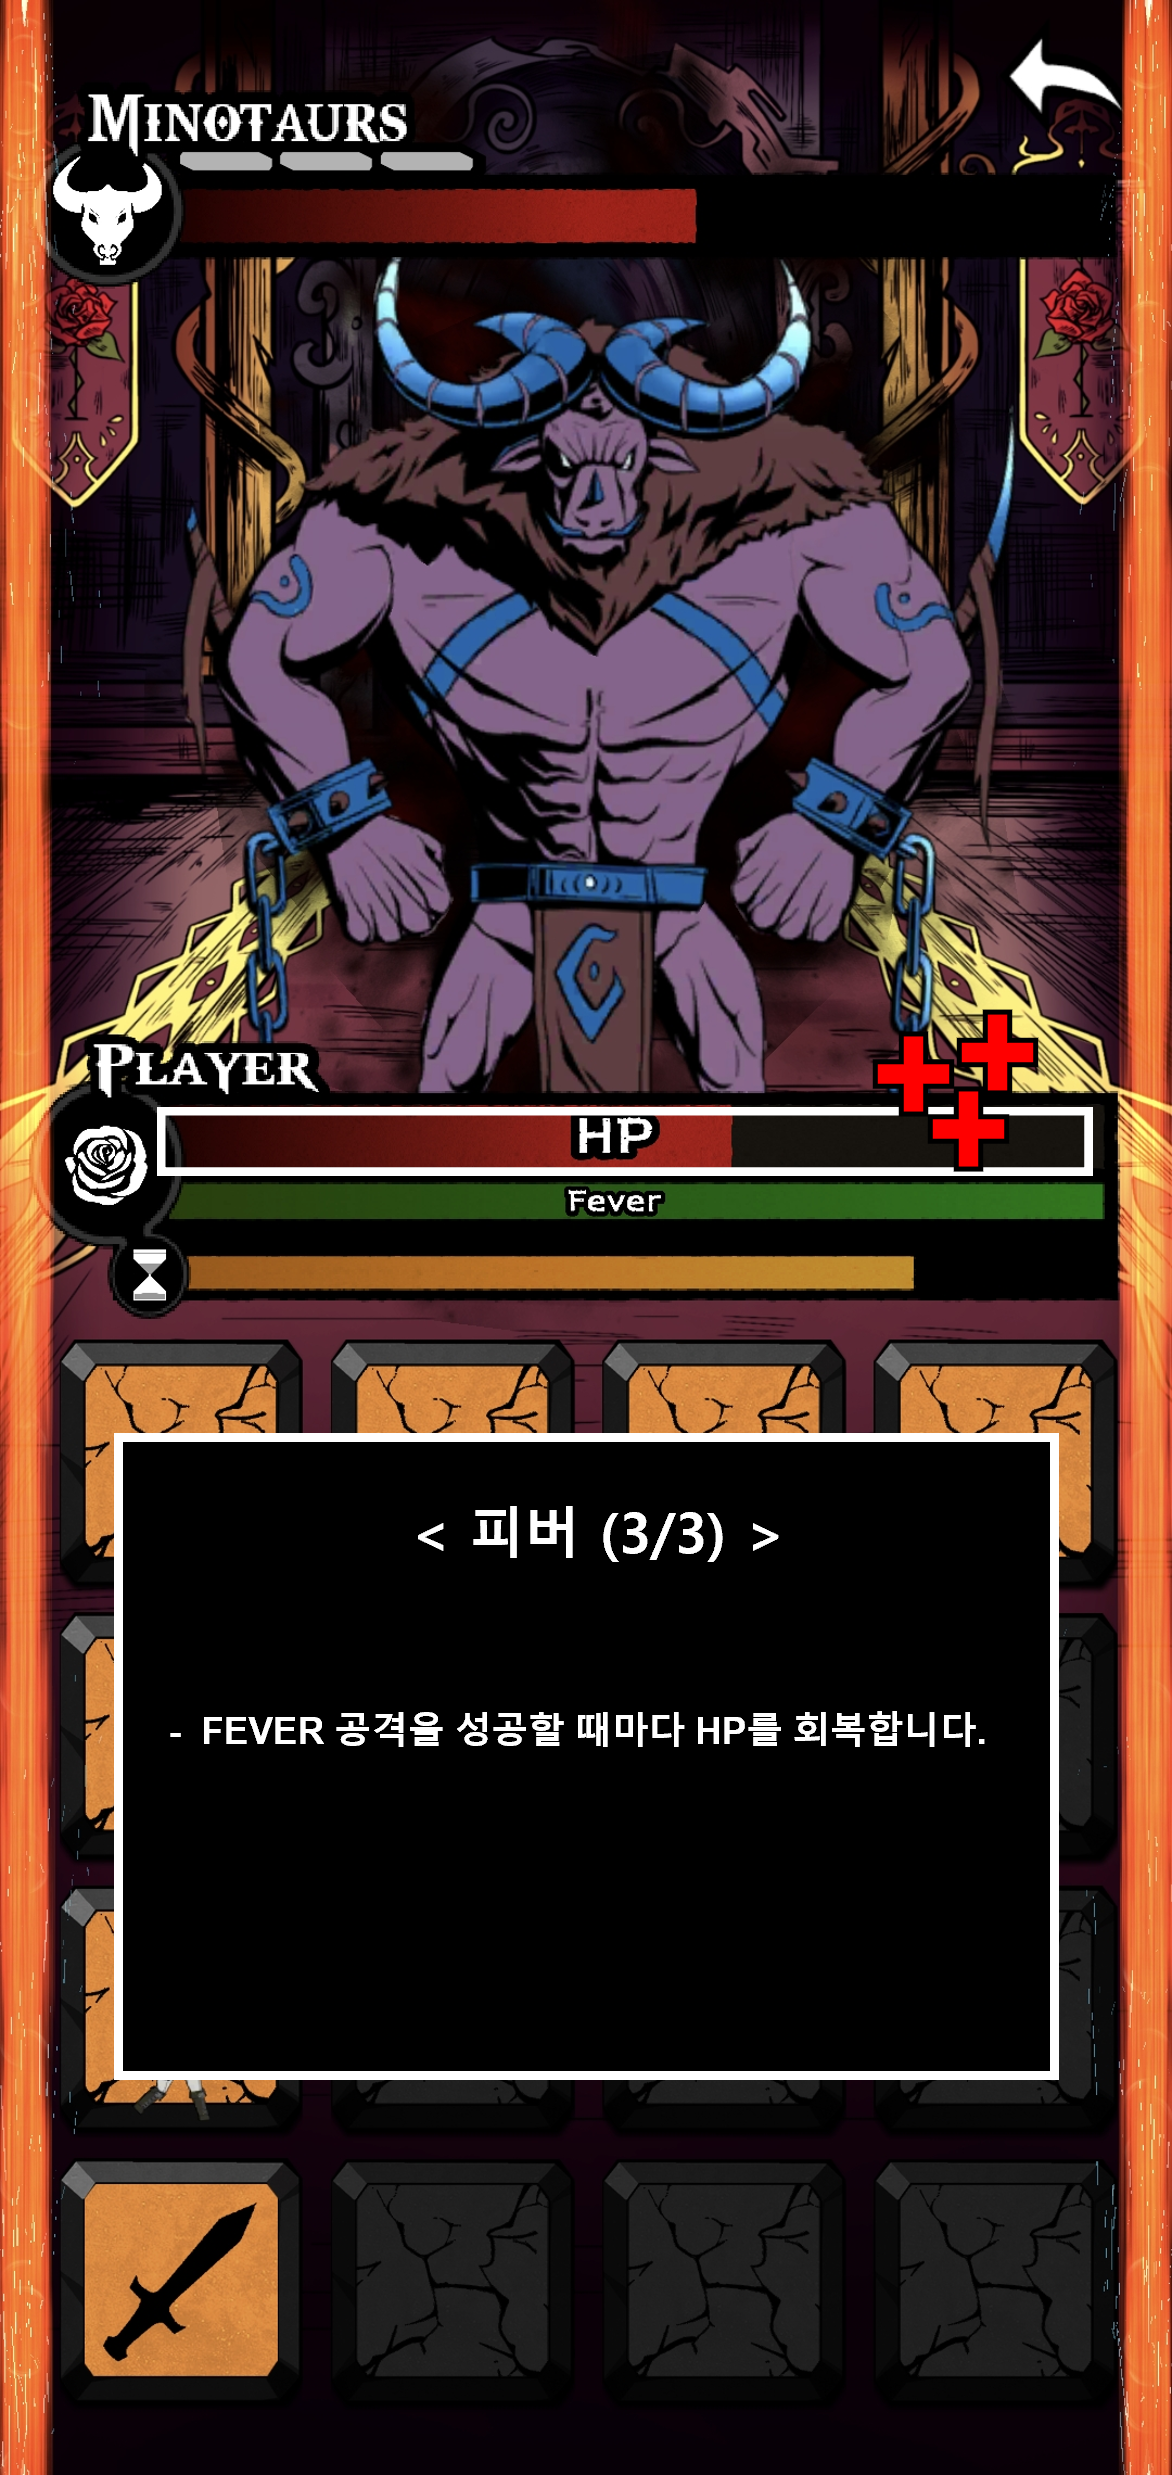 MINOTAURS
PLAYER
HP
Fever
< 피버 (3/3) >
- FEVER 공격을 성공할 때마다 HP를 회복합니다.